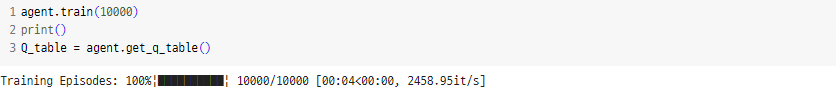 1 agent.train(10000)
2 print()
3 Q_table = agent.get_q_table()
Training Episodes: 100%|██████████| 10000/10000 [00:04<00:00, 2458.95it/s]